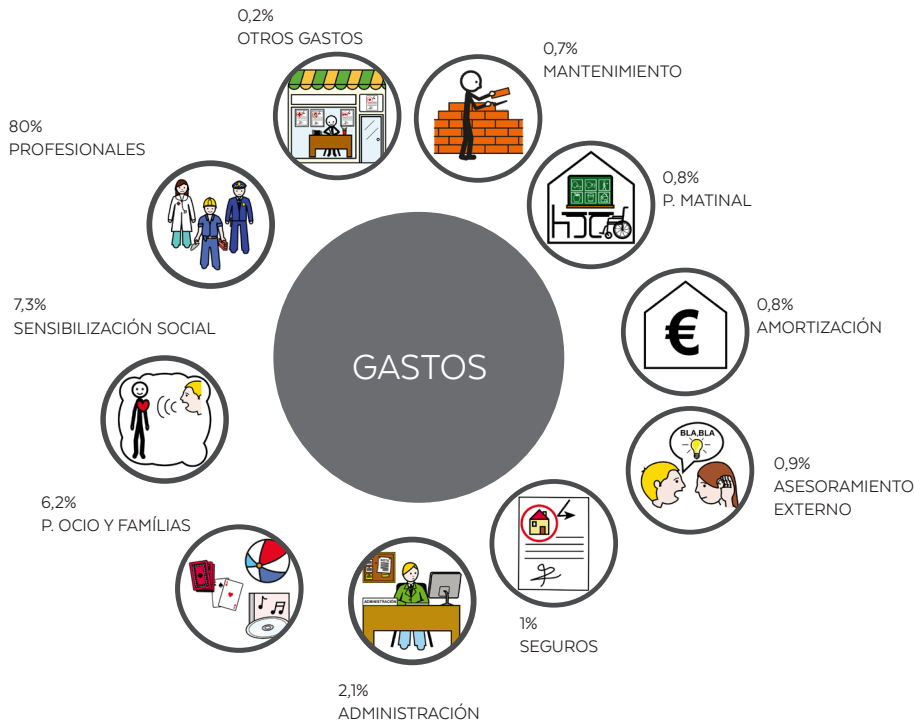 0,2%
OTROS GASTOS
0,7%
MANTENIMIENTO
80%
PROFESIONALES
0,8%
P. MATINAL
7,3%
SENSIBILIZACIÓN SOCIAL
0,8%
AMORTIZACIÓN
€
GASTOS
BLA,BLA
0,9%
ASESORAMIENTO
EXTERNO
6,2%
P. OCIO Y FAMÍLIAS
ADMINISTRACIÓN
1%
SEGUROS
2,1%
ADMINISTRACIÓN